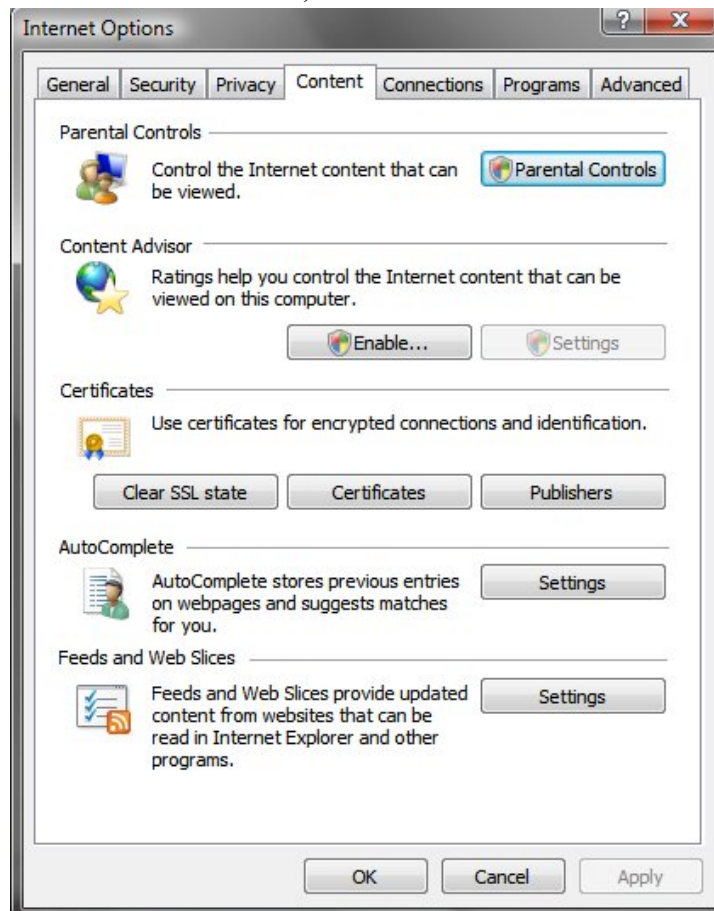 Internet Options
General Security Privacy Content Connections Programs Advanced
Parental Controls
Control the Internet content that can
be viewed.
Parental Controls
Content Advisor
Ratings help you control the Internet content that can be
viewed on this computer.
Enable... Settings
Certificates
Use certificates for encrypted connections and identification.
Clear SSL state Certificates Publishers
AutoComplete
AutoComplete stores previous entries
on webpages and suggests matches
for you.
Settings
Feeds and Web Slices
Feeds and Web Slices provide updated
content from websites that can be
read in Internet Explorer and other
programs.
Settings
OK Cancel Apply